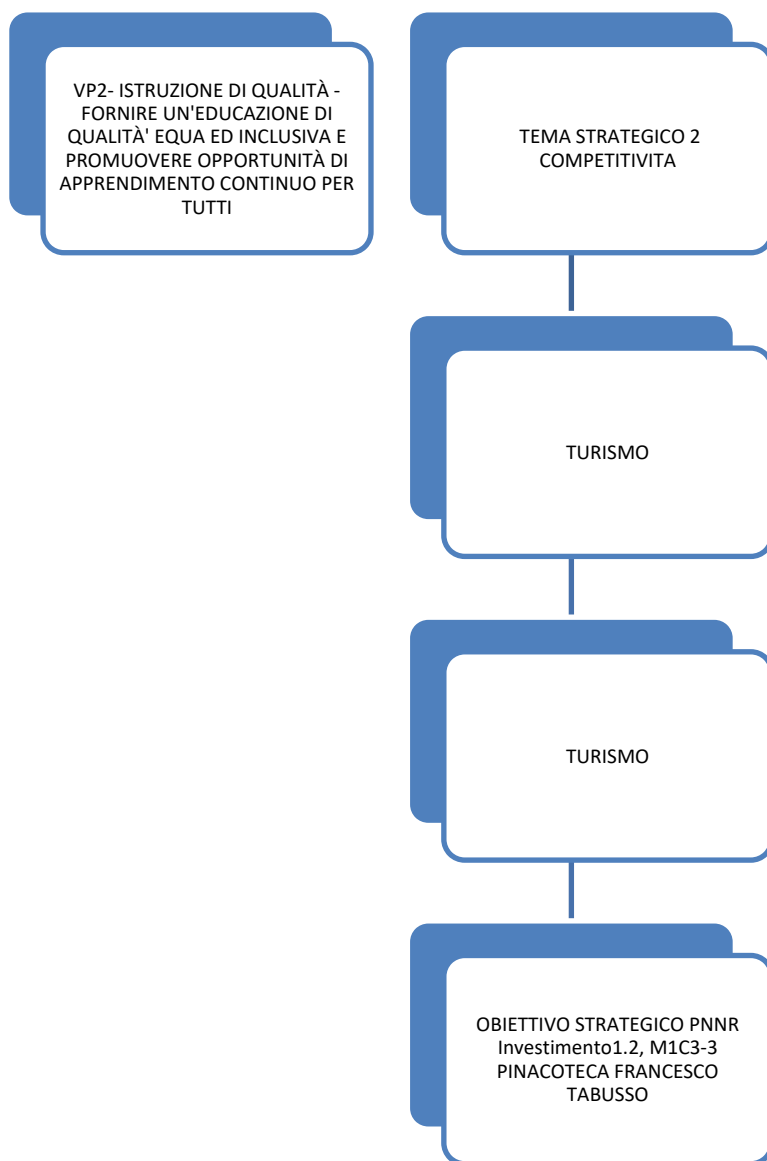 VP2- ISTRUZIONE DI QUALITÀ -
FORNIRE UN'EDUCAZIONE DI
QUALITÀ' EQUA ED INCLUSIVA E
PROMUOVERE OPPORTUNITÀ DI
APPRENDIMENTO CONTINUO PER
TUTTI
TEMA STRATEGICO 2
COMPETITIVITA
TURISMO
TURISMO
OBIETTIVO STRATEGICO PNNR
Investimento1.2, M1C3-3
PINACOTECA FRANCESCO
TABUSSO